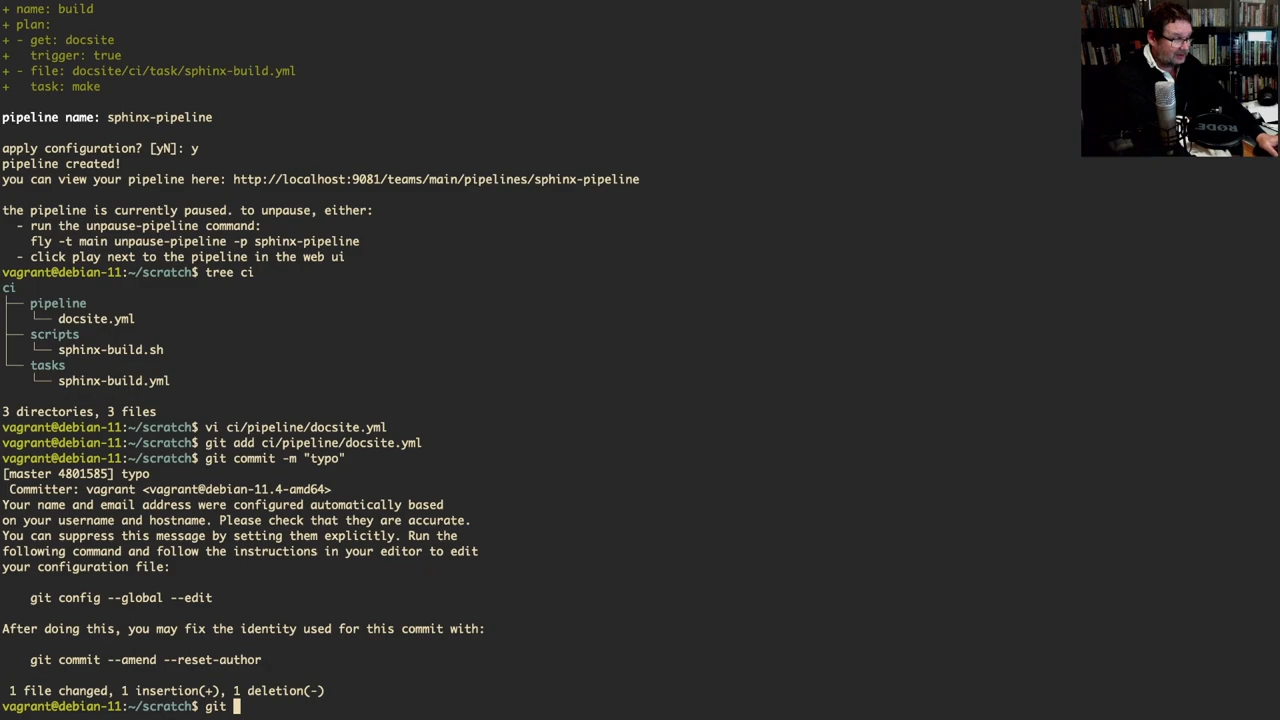 + name: build
+ plan:
+ - get: docsite
+   trigger: true
+ - file: docsite/ci/task/sphinx-build.yml
+   task: make
pipeline name: sphinx-pipeline
apply configuration? [yN]: y
pipeline created!
you can view your pipeline here: http://localhost:9081/teams/main/pipelines/sphinx-pipeline
the pipeline is currently paused. to unpause, either:
  - run the unpause-pipeline command:
    fly -t main unpause-pipeline -p sphinx-pipeline
  - click play next to the pipeline in the web ui
vagrant@debian-11:~/scratch$ tree ci
ci
├── pipeline
│   └── docsite.yml
├── scripts
│   └── sphinx-build.sh
└── tasks
    └── sphinx-build.yml
3 directories, 3 files
vagrant@debian-11:~/scratch$ vi ci/pipeline/docsite.yml
vagrant@debian-11:~/scratch$ git add ci/pipeline/docsite.yml
vagrant@debian-11:~/scratch$ git commit -m "typo"
[master 4801585] typo
 Committer: vagrant <vagrant@debian-11.4-amd64>
Your name and email address were configured automatically based
on your username and hostname. Please check that they are accurate.
You can suppress this message by setting them explicitly. Run the
following command and follow the instructions in your editor to edit
your configuration file:
    git config --global --edit
After doing this, you may fix the identity used for this commit with:
    git commit --amend --reset-author
 1 file changed, 1 insertion(+), 1 deletion(-)
vagrant@debian-11:~/scratch$ git
RODE